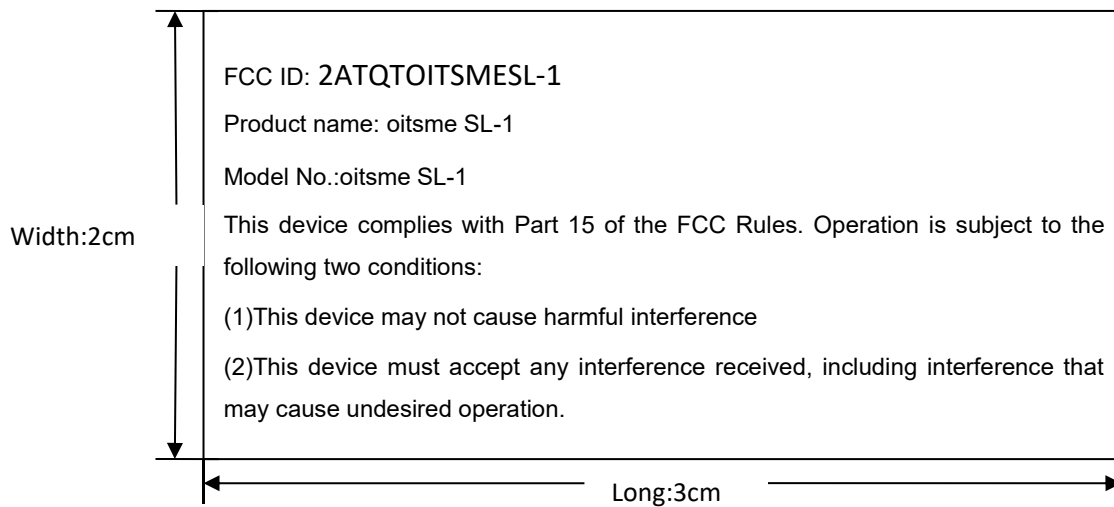 FCC ID: 2ATQTOITSMESL-1
Product name: oitsme SL-1
Model No.:oitsme SL-1
This device complies with Part 15 of the FCC Rules. Operation is subject to the
Width:2cm
following two conditions:
(1)This device may not cause harmful interference
(2)This device must accept any interference received, including interference that
may cause undesired operation.
Long:3cm